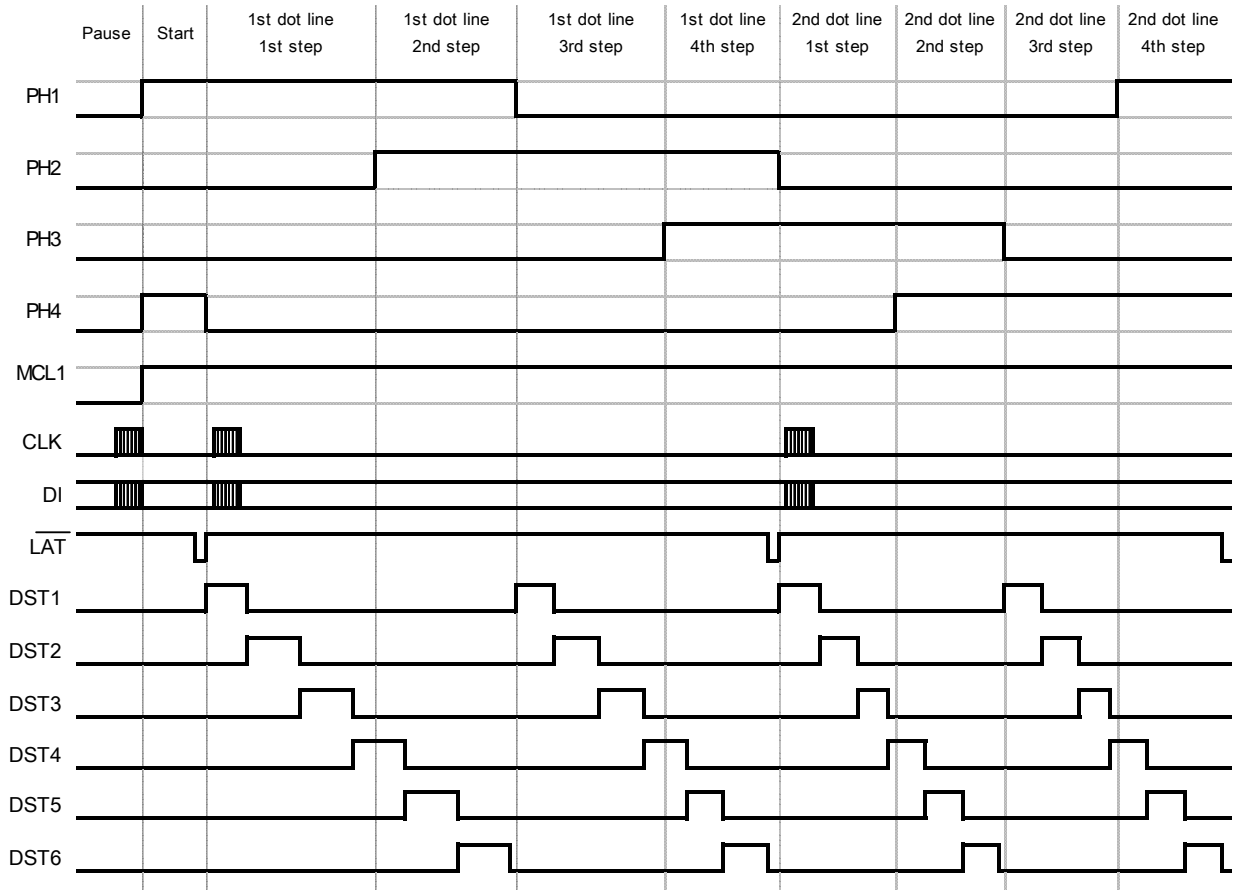 1st dot line 1st dot line 1st dot line 1st dot line 2nd dot line 2nd dot line 2nd dot line 2nd dot line
Pause Start
1st step 2nd step 3rd step 4th step 1st step 2nd step 3rd step 4th step
PH1
PH2
PH3
PH4
MCL1
CLK
DI
LAT
DST1
DST2
DST3
DST4
DST5
DST6